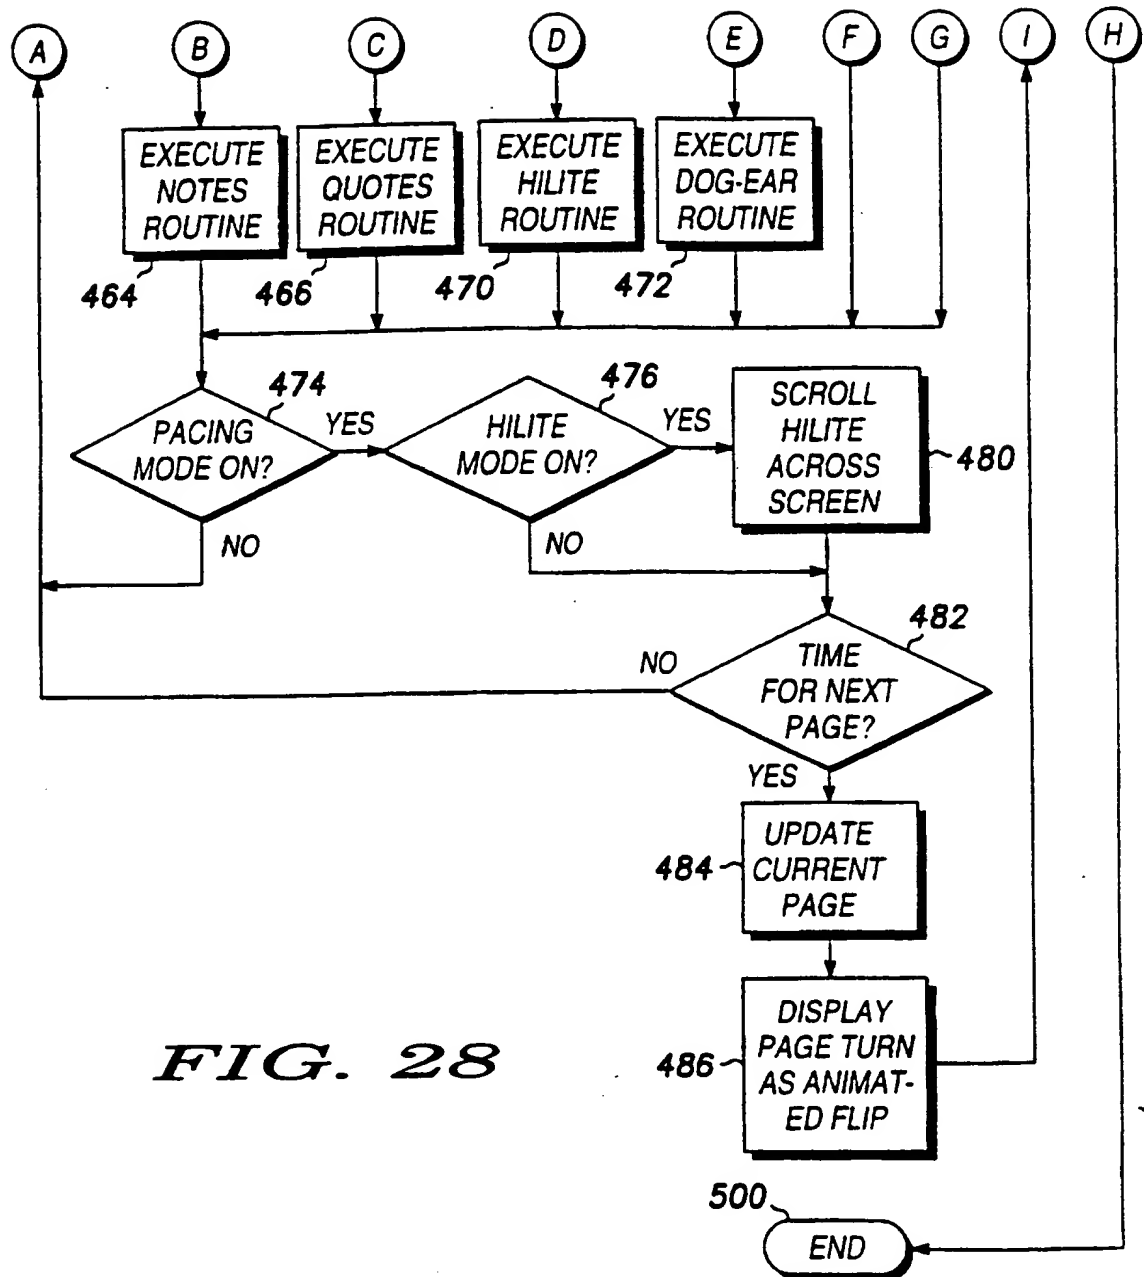 A B C D E F G I H
EXECUTE
NOTES
ROUTINE
464
EXECUTE
QUOTES
ROUTINE
466
EXECUTE
HILITE
ROUTINE
470
EXECUTE
DOG-EAR
ROUTINE
472
PACING
MODE ON?
474
YES
NO
HILITE
MODE ON?
476
YES
NO
SCROLL
HILITE
ACROSS
SCREEN
480
TIME
FOR NEXT
PAGE?
482
NO
YES
UPDATE
CURRENT
PAGE
484
DISPLAY
PAGE TURN
AS ANIMAT-
ED FLIP
486
FIG. 28
500
END